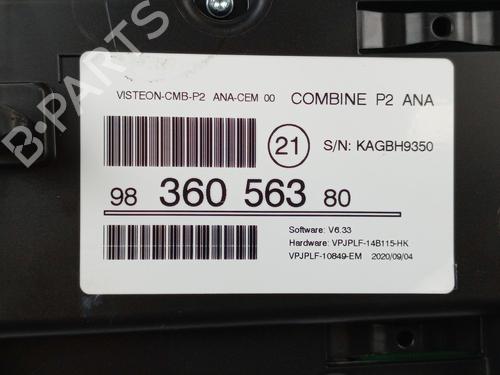 VISTEON-CMB-P2 ANA-CEM 00 COMBINE P2 ANA
21 S/N: KAGBH9350
98 360 563 80
Software: V6.33
Hardware: VPJPLF-14B115-HK
VPJPLF-10849-EM 2020/09/04
B-PARTS